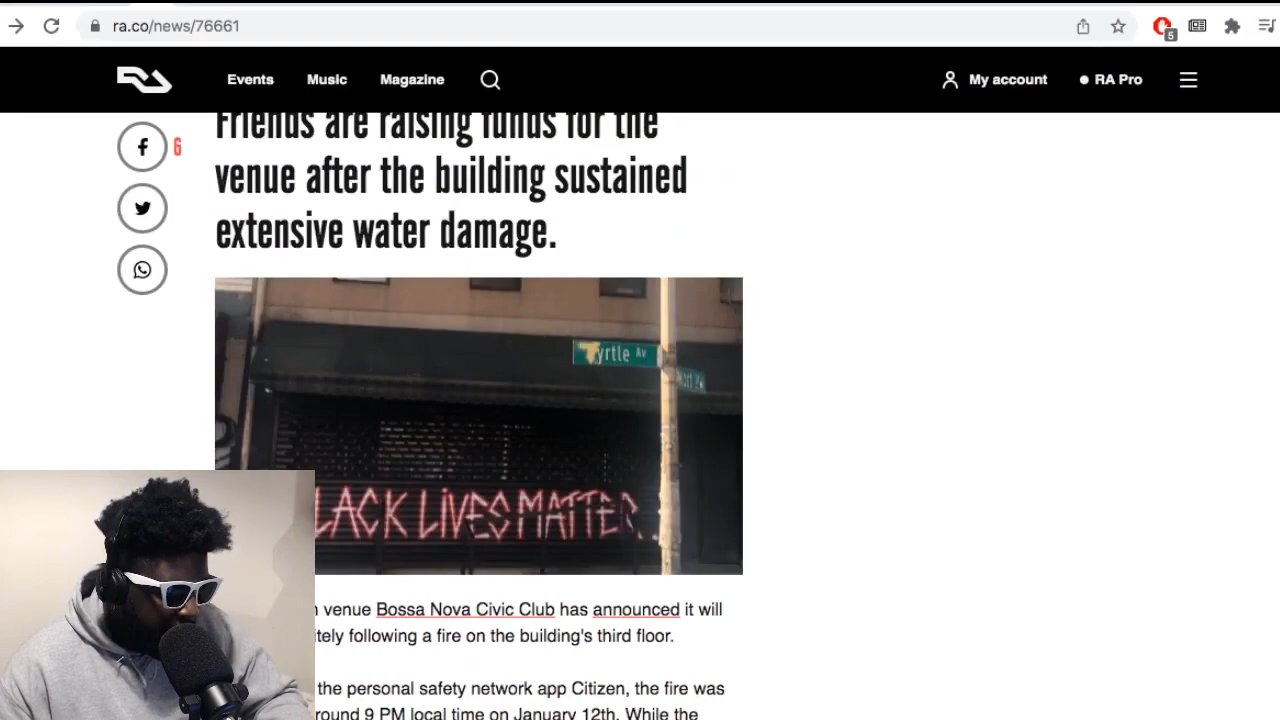 ra.co/news/76661
5
Events Music Magazine My account RA Pro
6
Friends are raising funds for the
venue after the building sustained
extensive water damage.
yrtle Av
LACK LIVES MATTER
venue Bossa Nova Civic Club has announced it will
itely following a fire on the building's third floor.
the personal safety network app Citizen, the fire was
round 9 PM local time on January 12th. While the